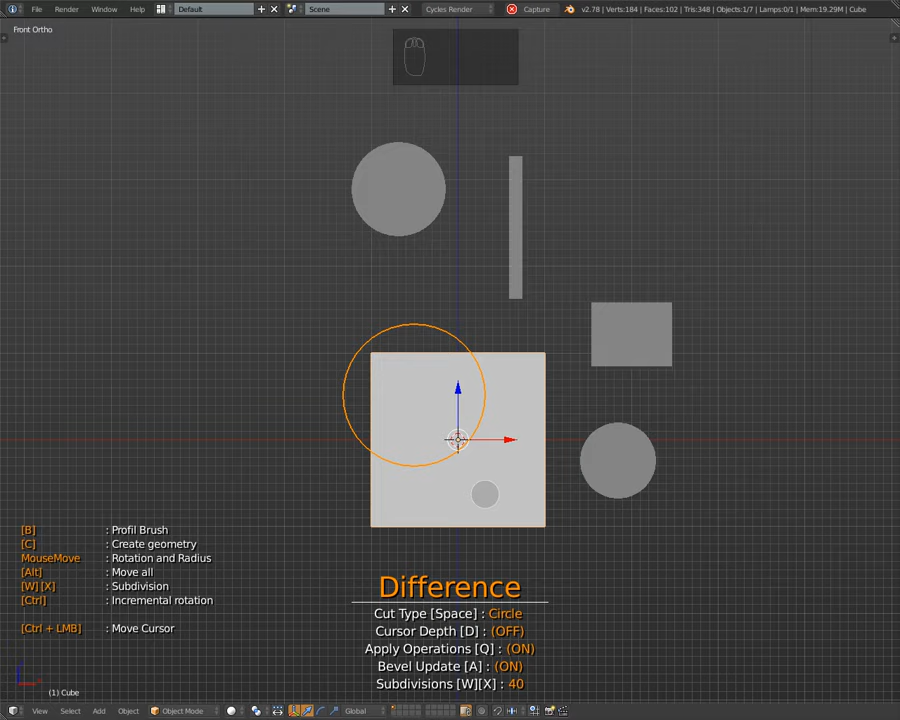 File Render Window Help Default Scene Cycles Render Capture v2.78 | Verts:184 | Faces:102 | Tris:348 | Objects:1/7 | Lamps:0/1 | Mem:19.29M | Cube
Front Ortho
[B] : Profil Brush
[C] : Create geometry
MouseMove : Rotation and Radius
[Alt] : Move all
[W] [X] : Subdivision
[Ctrl] : Incremental rotation
[Ctrl + LMB] : Move Cursor
Difference
Cut Type [Space] : Circle
Cursor Depth [D] : (OFF)
Apply Operations [Q] : (ON)
Bevel Update [A] : (ON)
Subdivisions [W][X] : 40
(1) Cube
View Select Add Object Object Mode Global